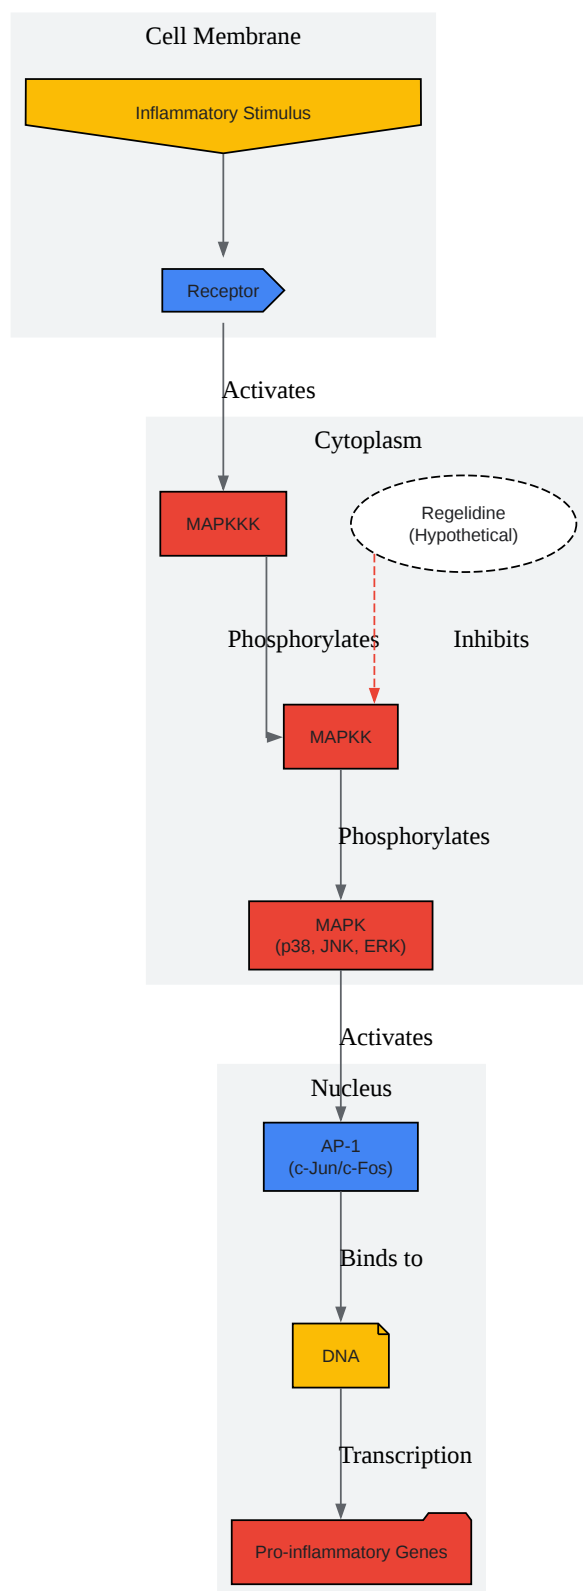 Cell Membrane
Inflammatory Stimulus
Receptor
Activates
Cytoplasm
MAPKKK
Regelidine
(Hypothetical)
Phosphorylates
Inhibits
MAPKK
Phosphorylates
MAPK
(p38, JNK, ERK)
Activates
Nucleus
AP-1
(c-Jun/c-Fos)
Binds to
DNA
Transcription
Pro-inflammatory Genes